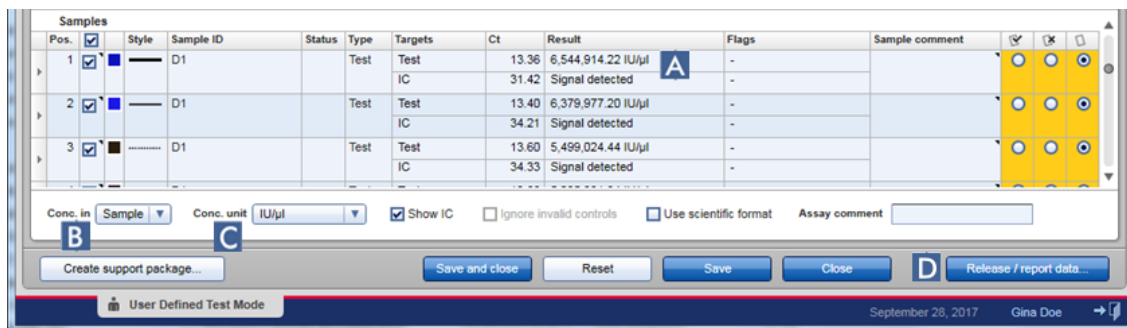 Samples
Pos. Style Sample ID Status Type Targets Ct Result Flags Sample comment
1 D1 Test Test 13.36 6,544,914.22 IU/µl A -
IC 31.42 Signal detected -
2 D1 Test Test 13.40 6,379,977.20 IU/µl -
IC 34.21 Signal detected -
3 D1 Test Test 13.60 5,499,024.44 IU/µl -
IC 34.33 Signal detected -
Conc. in Sample Conc. unit IU/µl Show IC Ignore invalid controls Use scientific format Assay comment
B C
Create support package... Save and close Reset Save Close D Release / report data...
User Defined Test Mode September 28, 2017 Gina Doe